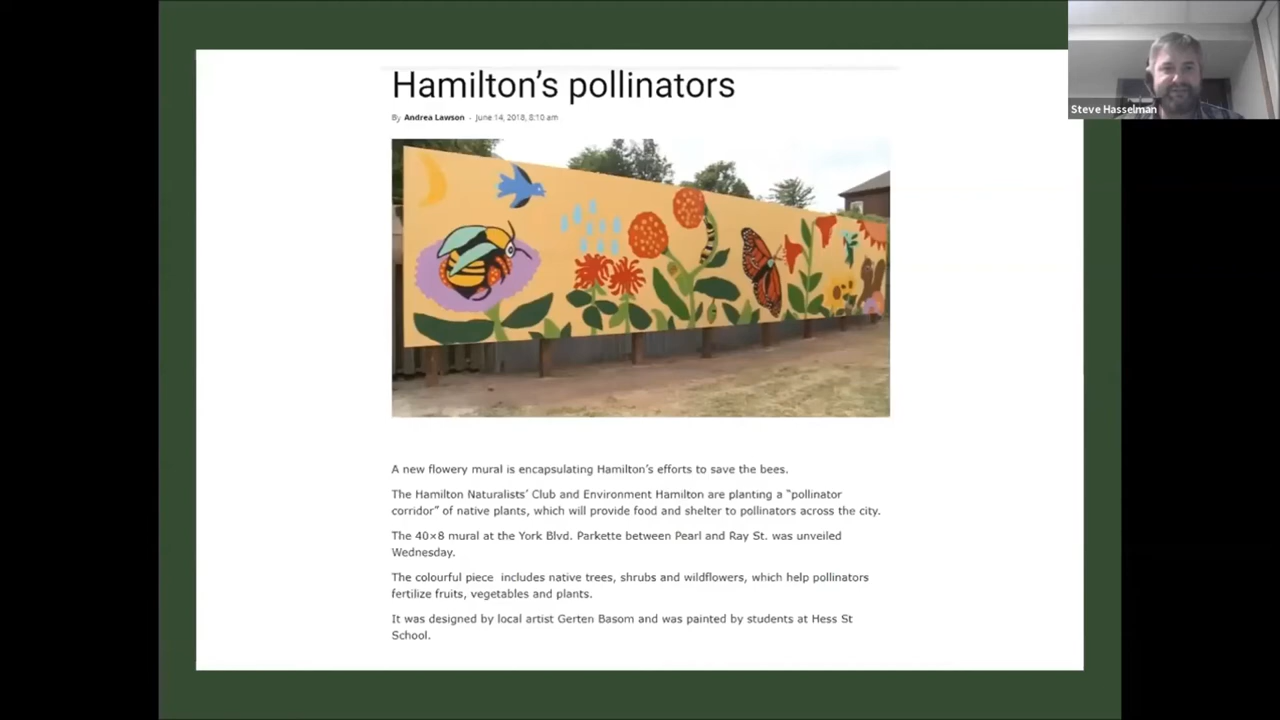 Hamilton's pollinators
By Andrea Lawson - June 14, 2018, 8:10 am
Steve Hasselman
A new flowery mural is encapsulating Hamilton's efforts to save the bees.
The Hamilton Naturalists' Club and Environment Hamilton are planting a “pollinator
corridor” of native plants, which will provide food and shelter to pollinators across the city.
The 40×8 mural at the York Blvd. Parkette between Pearl and Ray St. was unveiled
Wednesday.
The colourful piece includes native trees, shrubs and wildflowers, which help pollinators
fertilize fruits, vegetables and plants.
It was designed by local artist Gerten Basom and was painted by students at Hess St
School.